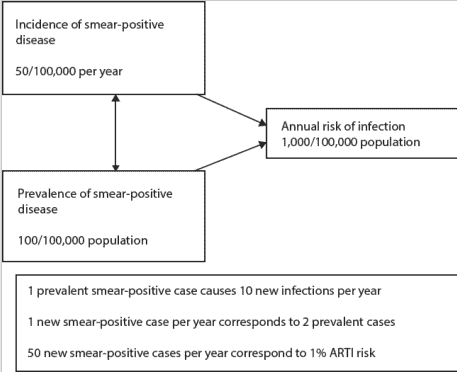 Incidence of smear-positive
disease
50/100,000 per year
Annual risk of infection
1,000/100,000 population
Prevalence of smear-positive
disease
100/100,000 population
1 prevalent smear-positive case causes 10 new infections per year
1 new smear-positive case per year corresponds to 2 prevalent cases
50 new smear-positive cases per year correspond to 1% ARTI risk